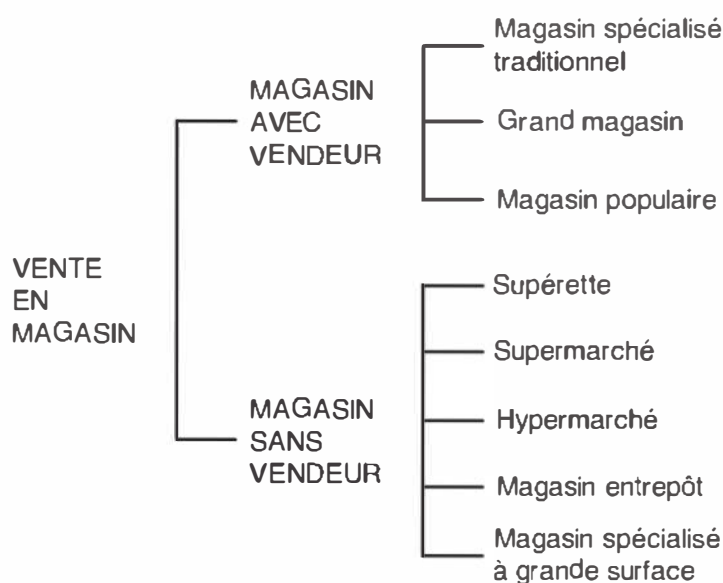 VENTE
EN
MAGASIN
MAGASIN
AVEC
VENDEUR
Magasin spécialisé
traditionnel
Grand magasin
Magasin populaire
MAGASIN
SANS
VENDEUR
Supérette
Supermarché
Hypermarché
Magasin entrepôt
Magasin spécialisé
à grande surface